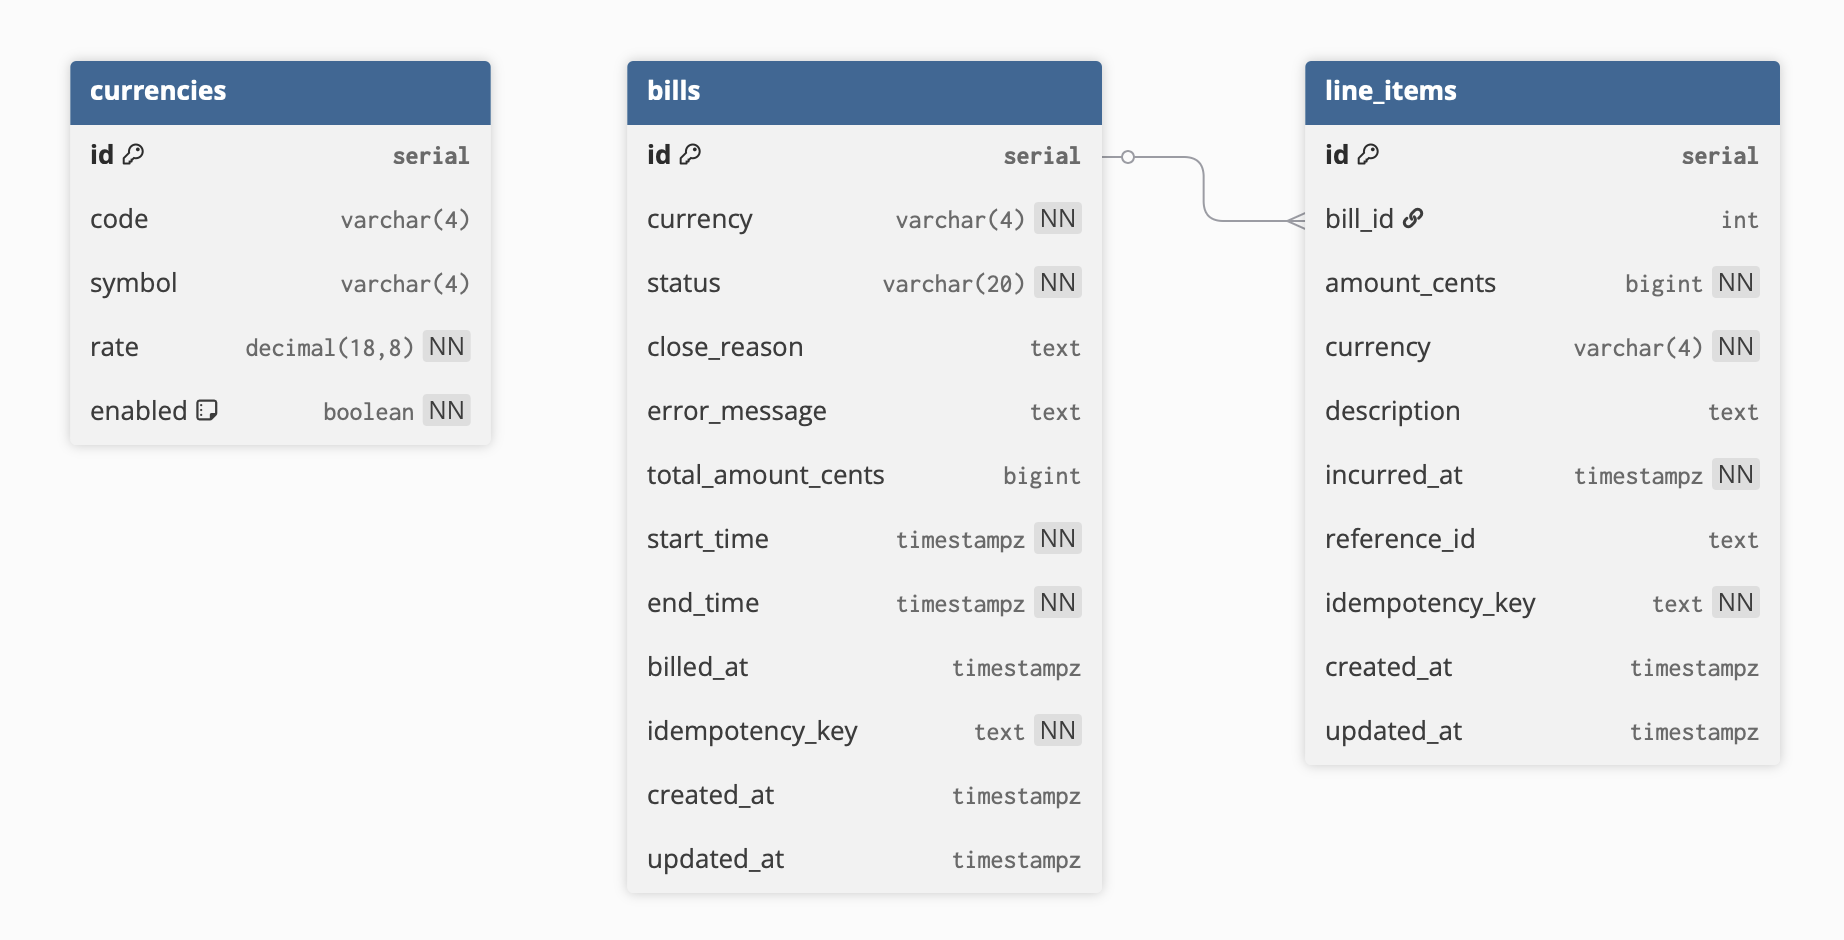 currencies
id serial
code varchar(4)
symbol varchar(4)
rate decimal(18,8) NN
enabled boolean NN
bills
id serial
currency varchar(4) NN
status varchar(20) NN
close_reason text
error_message text
total_amount_cents bigint
start_time timestampz NN
end_time timestampz NN
billed_at timestampz
idempotency_key text NN
created_at timestampz
updated_at timestampz
line_items
id serial
bill_id int
amount_cents bigint NN
currency varchar(4) NN
description text
incurred_at timestampz NN
reference_id text
idempotency_key text NN
created_at timestampz
updated_at timestampz